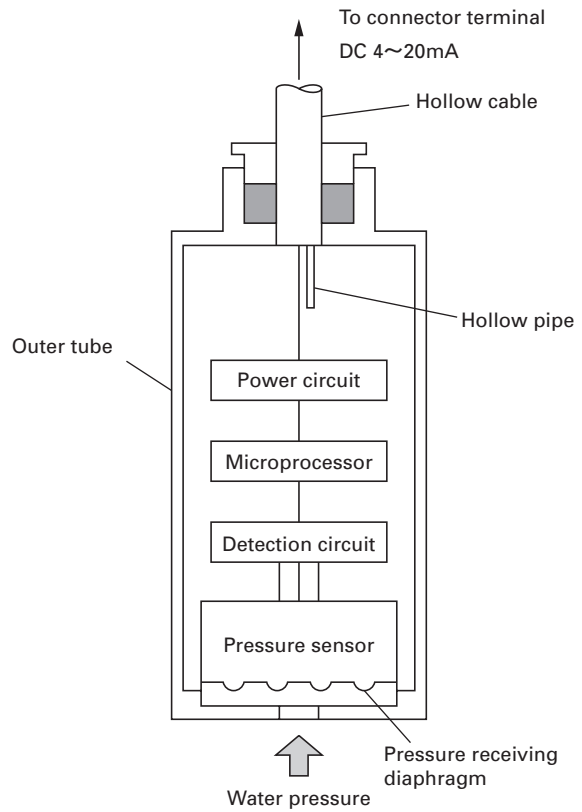 To connector terminal
DC 4～20mA
Hollow cable
Hollow pipe
Outer tube
Power circuit
Microprocessor
Detection circuit
Pressure sensor
Pressure receiving
diaphragm
Water pressure